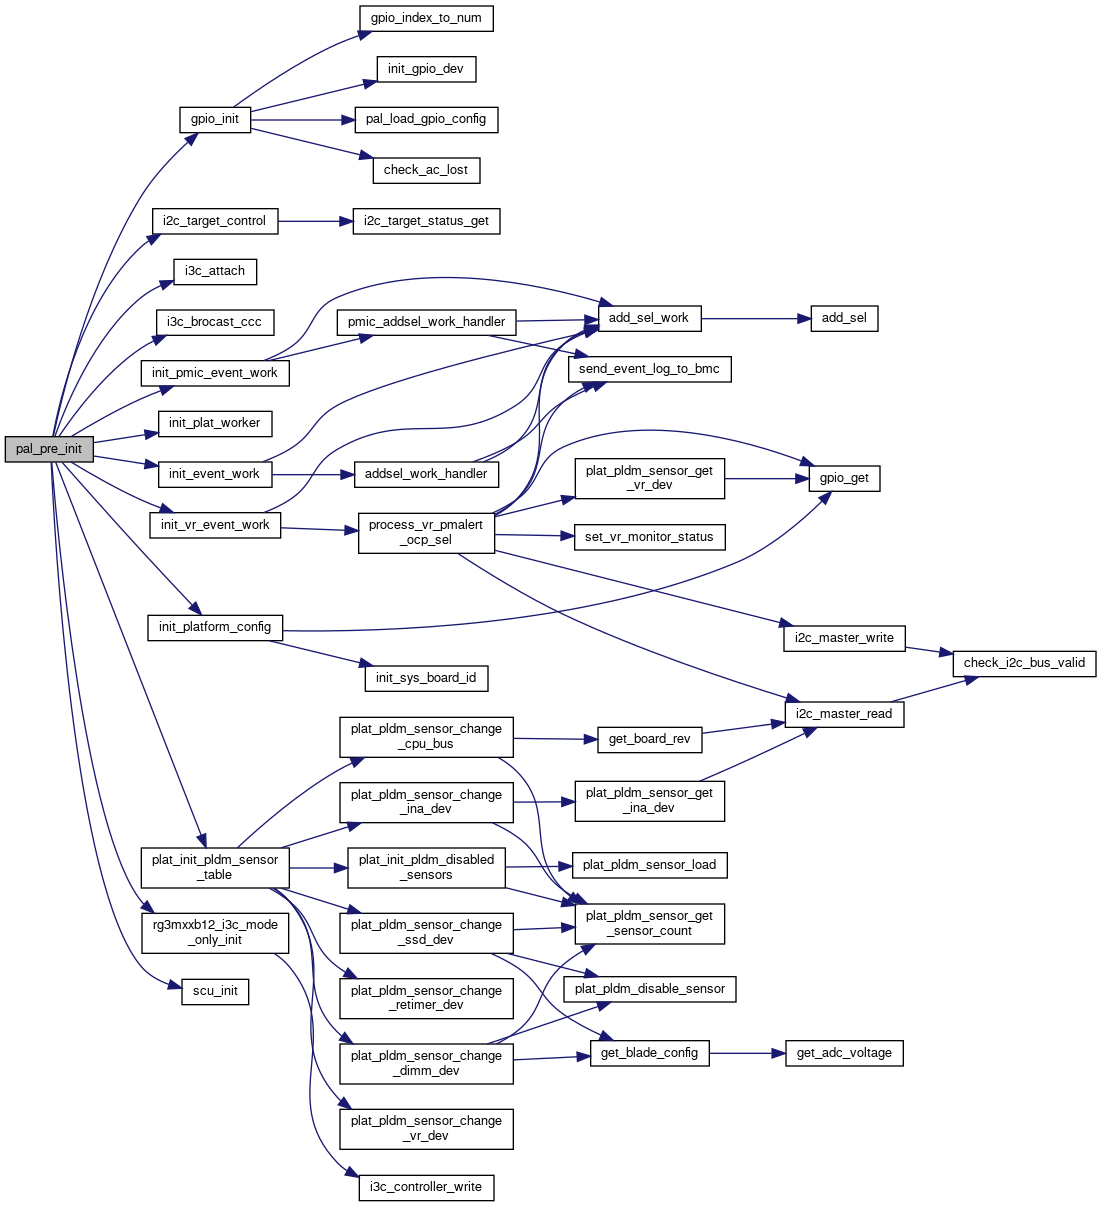 gpio_index_to_num
init_gpio_dev
gpio_init
pal_load_gpio_config
check_ac_lost
i2c_target_control
i2c_target_status_get
i3c_attach
i3c_brocast_ccc
pmic_addsel_work_handler
add_sel_work
add_sel
init_pmic_event_work
send_event_log_to_bmc
init_plat_worker
pal_pre_init
init_event_work
addsel_work_handler
plat_pldm_sensor_get
_vr_dev
gpio_get
init_vr_event_work
process_vr_pmalert
_ocp_sel
set_vr_monitor_status
init_platform_config
i2c_master_write
check_i2c_bus_valid
init_sys_board_id
i2c_master_read
plat_pldm_sensor_change
_cpu_bus
get_board_rev
plat_pldm_sensor_change
_ina_dev
plat_pldm_sensor_get
_ina_dev
plat_init_pldm_sensor
_table
plat_init_pldm_disabled
_sensors
plat_pldm_sensor_load
rg3mxxb12_i3c_mode
_only_init
plat_pldm_sensor_change
_ssd_dev
plat_pldm_sensor_get
_sensor_count
scu_init
plat_pldm_sensor_change
_retimer_dev
plat_pldm_disable_sensor
plat_pldm_sensor_change
_dimm_dev
get_blade_config
get_adc_voltage
plat_pldm_sensor_change
_vr_dev
i3c_controller_write